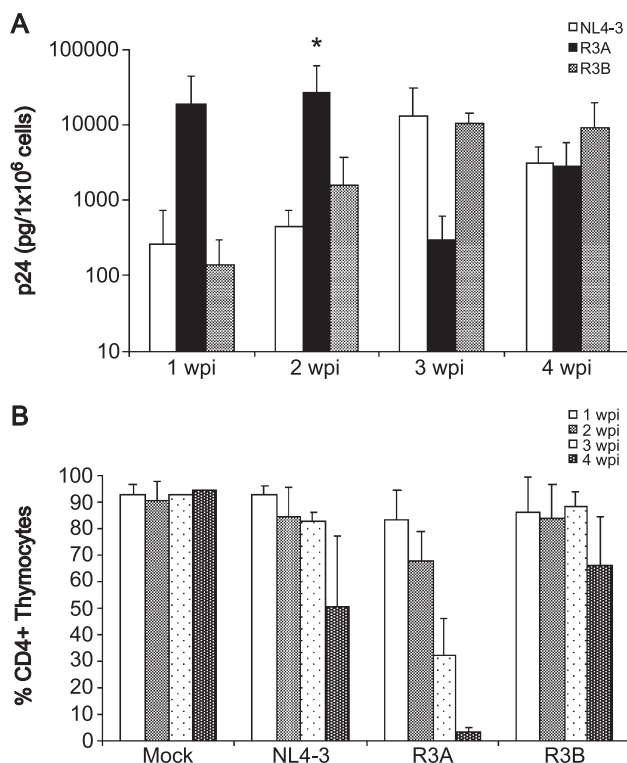 A
NL4-3
R3A
R3B
*
p24 (pg/1x10⁶ cells)
100000
10000
1000
100
10
1 wpi 2 wpi 3 wpi 4 wpi
B
1 wpi
2 wpi
3 wpi
4 wpi
% CD4+ Thymocytes
100
90
80
70
60
50
40
30
20
10
0
Mock NL4-3 R3A R3B